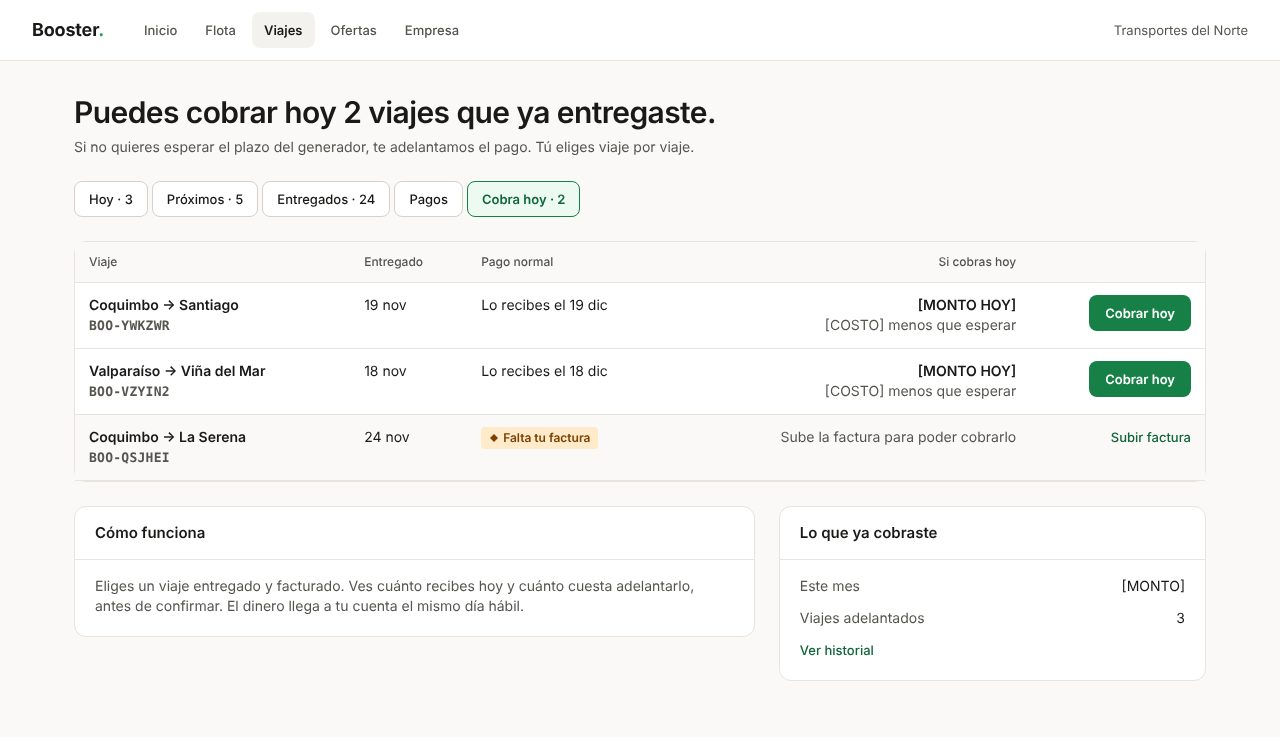 Booster.
Inicio
Flota
Viajes
Ofertas
Empresa
Transportes del Norte
Puedes cobrar hoy 2 viajes que ya entregaste.
Si no quieres esperar el plazo del generador, te adelantamos el pago. Tú eliges viaje por viaje.
Hoy · 3
Próximos · 5
Entregados · 24
Pagos
Cobra hoy · 2
Viaje
Entregado
Pago normal
Si cobras hoy
Coquimbo → Santiago
BOO-YWKZWR
19 nov
Lo recibes el 19 dic
[MONTO HOY]
[COSTO] menos que esperar
Cobrar hoy
Valparaíso → Viña del Mar
BOO-VZYIN2
18 nov
Lo recibes el 18 dic
[MONTO HOY]
[COSTO] menos que esperar
Cobrar hoy
Coquimbo → La Serena
BOO-QSJHEI
24 nov
◆ Falta tu factura
Sube la factura para poder cobrarlo
Subir factura
Cómo funciona
Eliges un viaje entregado y facturado. Ves cuánto recibes hoy y cuánto cuesta adelantarlo,
antes de confirmar. El dinero llega a tu cuenta el mismo día hábil.
Lo que ya cobraste
Este mes
[MONTO]
Viajes adelantados
3
Ver historial